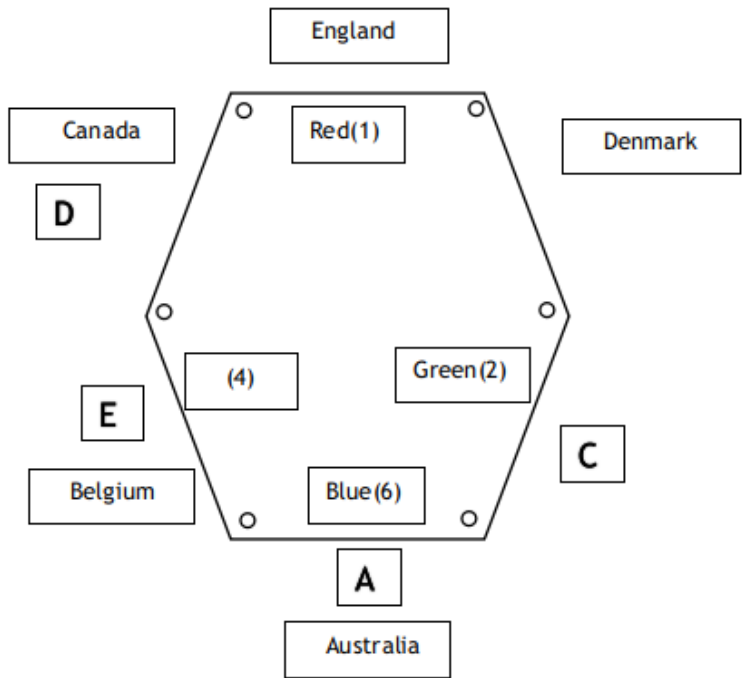 England
Canada
Red(1)
Denmark
D
(4)
Green(2)
E
C
Belgium
Blue(6)
A
Australia